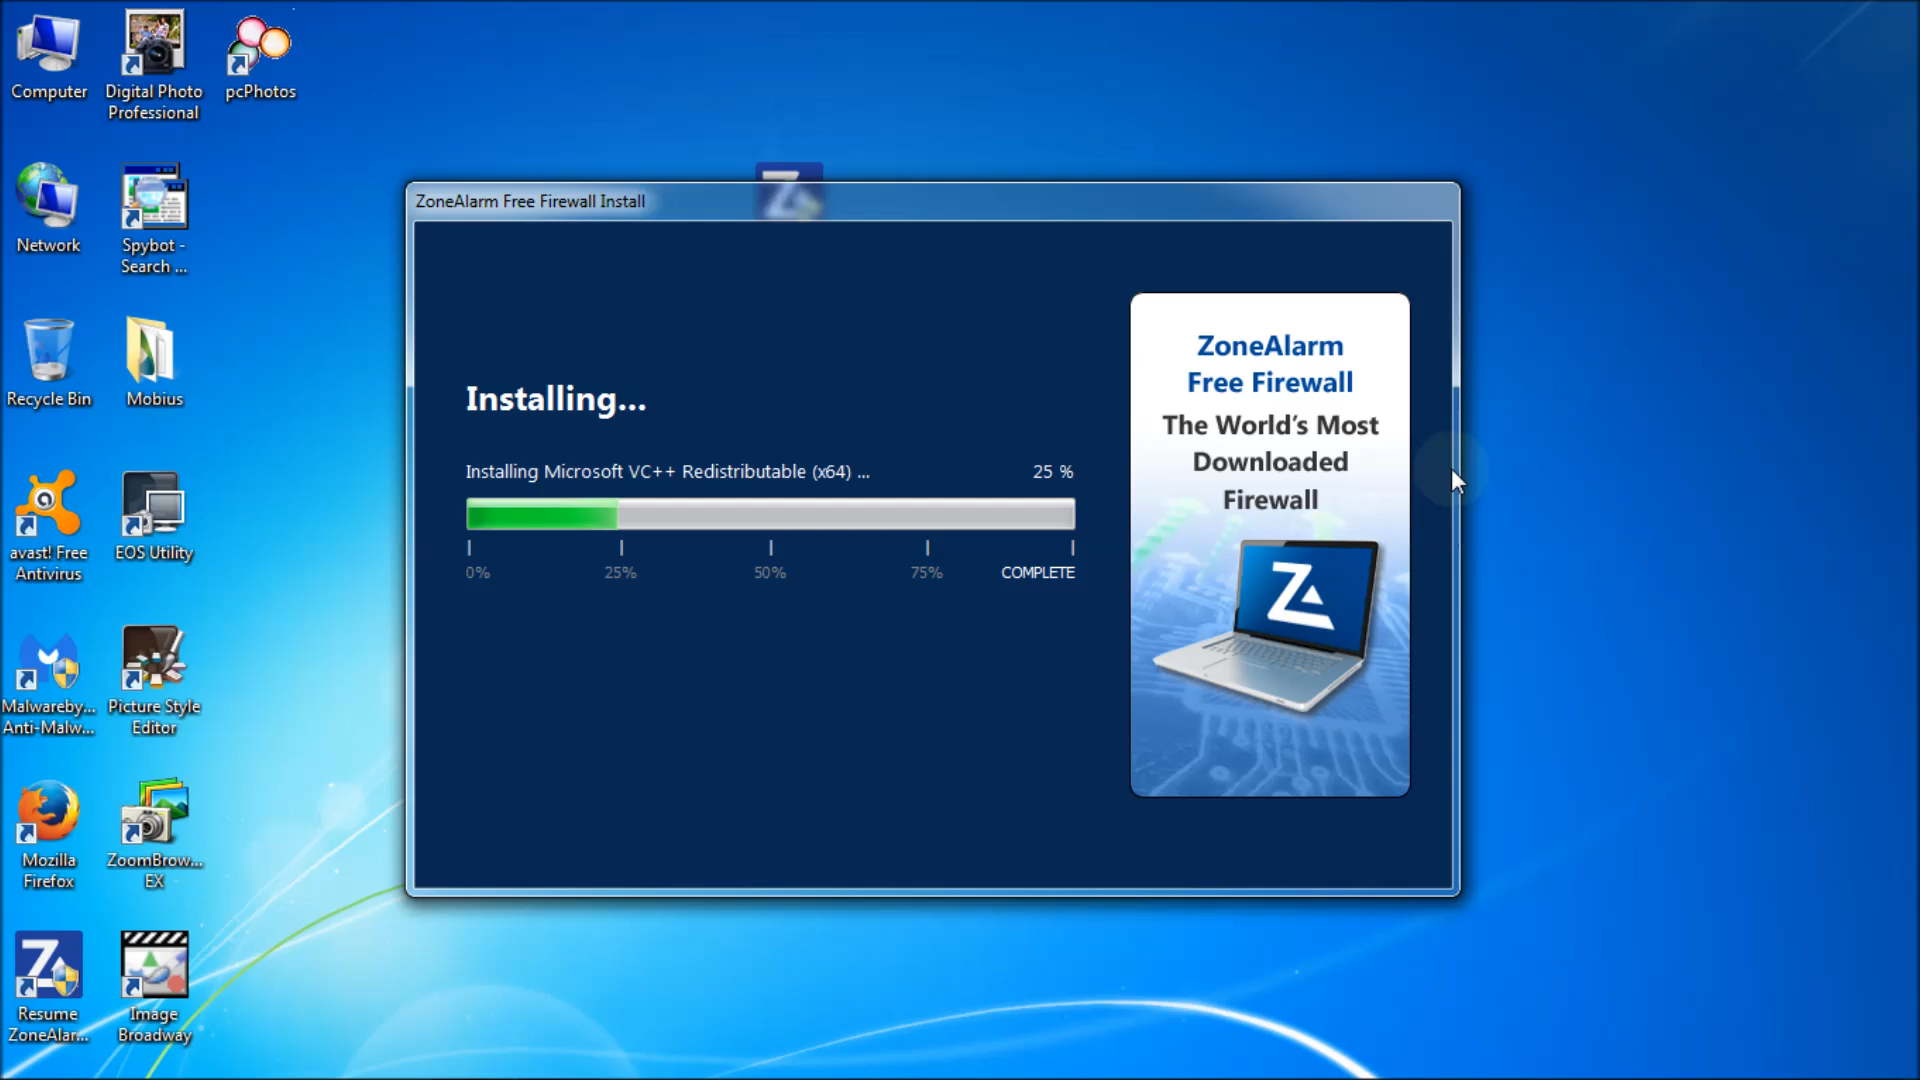 Computer
Digital Photo
Professional
pcPhotos
Network
Spybot -
Search ...
Recycle Bin
Mobius
avast! Free
Antivirus
EOS Utility
Malwareby...
Anti-Malw...
Picture Style
Editor
Mozilla
Firefox
ZoomBrow...
EX
Resume
ZoneAlar...
Image
Broadway
ZoneAlarm Free Firewall Install
Installing...
Installing Microsoft VC++ Redistributable (x64) ... 25 %
0% 25% 50% 75% COMPLETE
ZoneAlarm
Free Firewall
The World's Most
Downloaded
Firewall